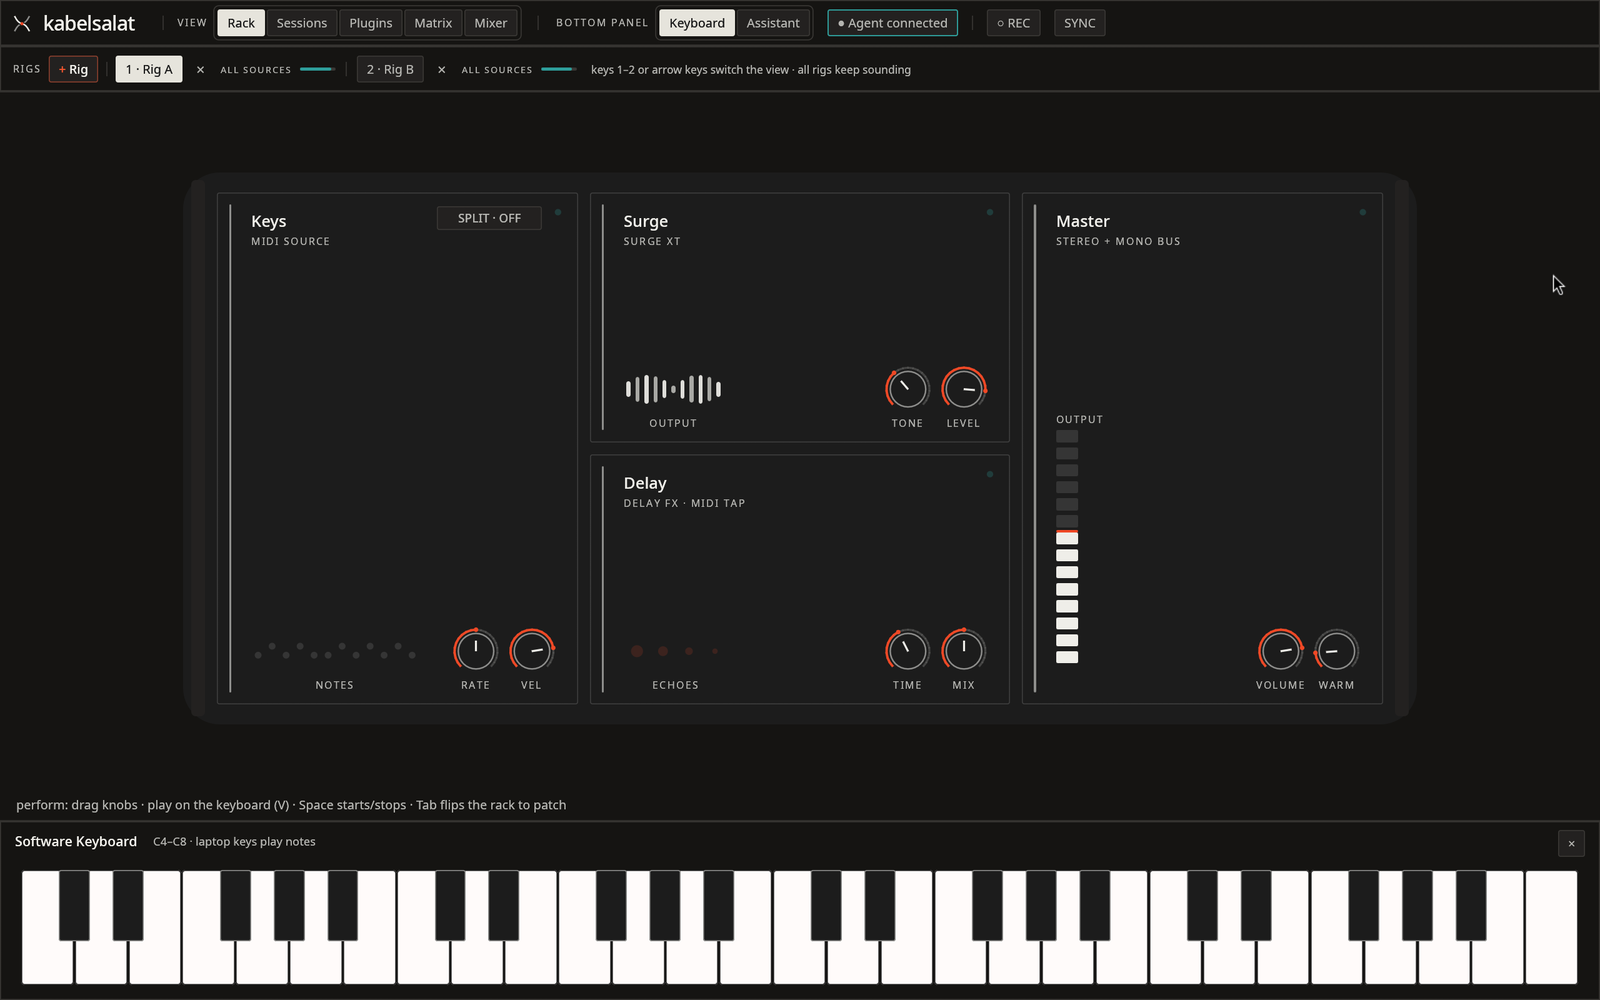 kabelsalat VIEW Rack Sessions Plugins Matrix Mixer BOTTOM PANEL Keyboard Assistant Agent connected REC SYNC
RIGS + Rig 1 · Rig A × ALL SOURCES 2 · Rig B × ALL SOURCES keys 1–2 or arrow keys switch the view · all rigs keep sounding
Keys SPLIT · OFF
MIDI SOURCE
NOTES RATE VEL
Surge
SURGE XT
OUTPUT TONE LEVEL
Delay
DELAY FX · MIDI TAP
ECHOES TIME MIX
Master
STEREO + MONO BUS
OUTPUT
VOLUME WARM
perform: drag knobs · play on the keyboard (V) · Space starts/stops · Tab flips the rack to patch
Software Keyboard C4–C8 · laptop keys play notes ×